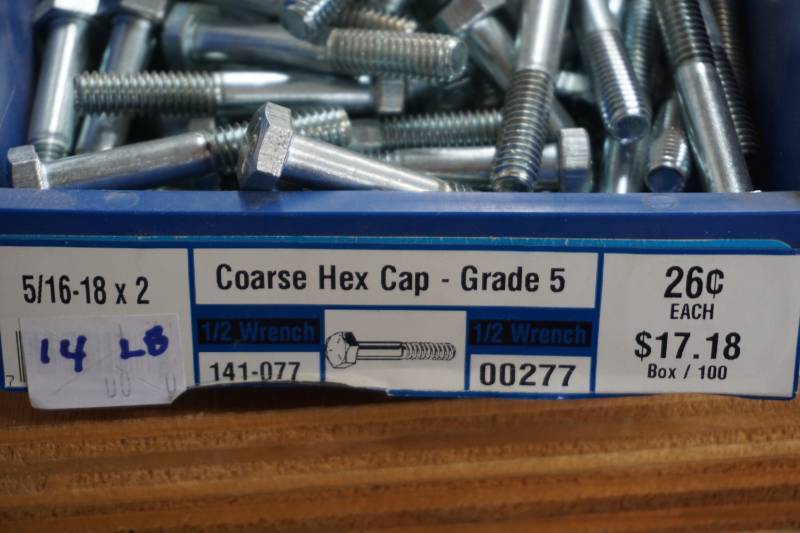 5/16-18 x 2
14 LB
7
Coarse Hex Cap - Grade 5
1/2 Wrench
141-077
1/2 Wrench
00277
26¢
EACH
$17.18
Box / 100